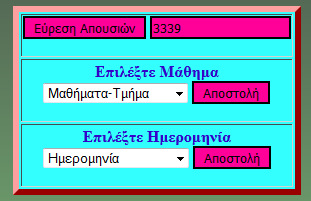 Εύρεση Απουσιών 3339
Επιλέξτε Μάθημα
Μαθήματα-Τμήμα Αποστολή
Επιλέξτε Ημερομηνία
Ημερομηνία Αποστολή